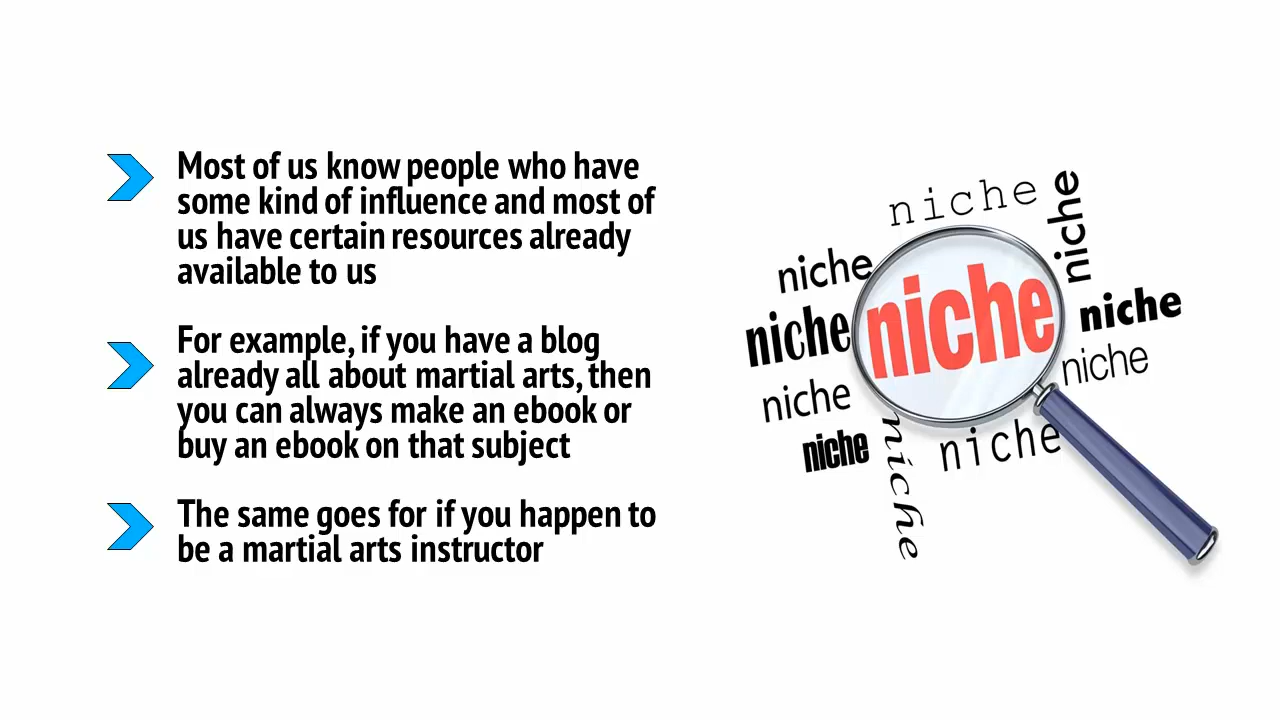 Most of us know people who have
some kind of influence and most of
us have certain resources already
available to us
For example, if you have a blog
already all about martial arts, then
you can always make an ebook or
buy an ebook on that subject
The same goes for if you happen to
be a martial arts instructor
niche
niche
niche
niche
niche
niche
niche
niche
niche
niche
niche